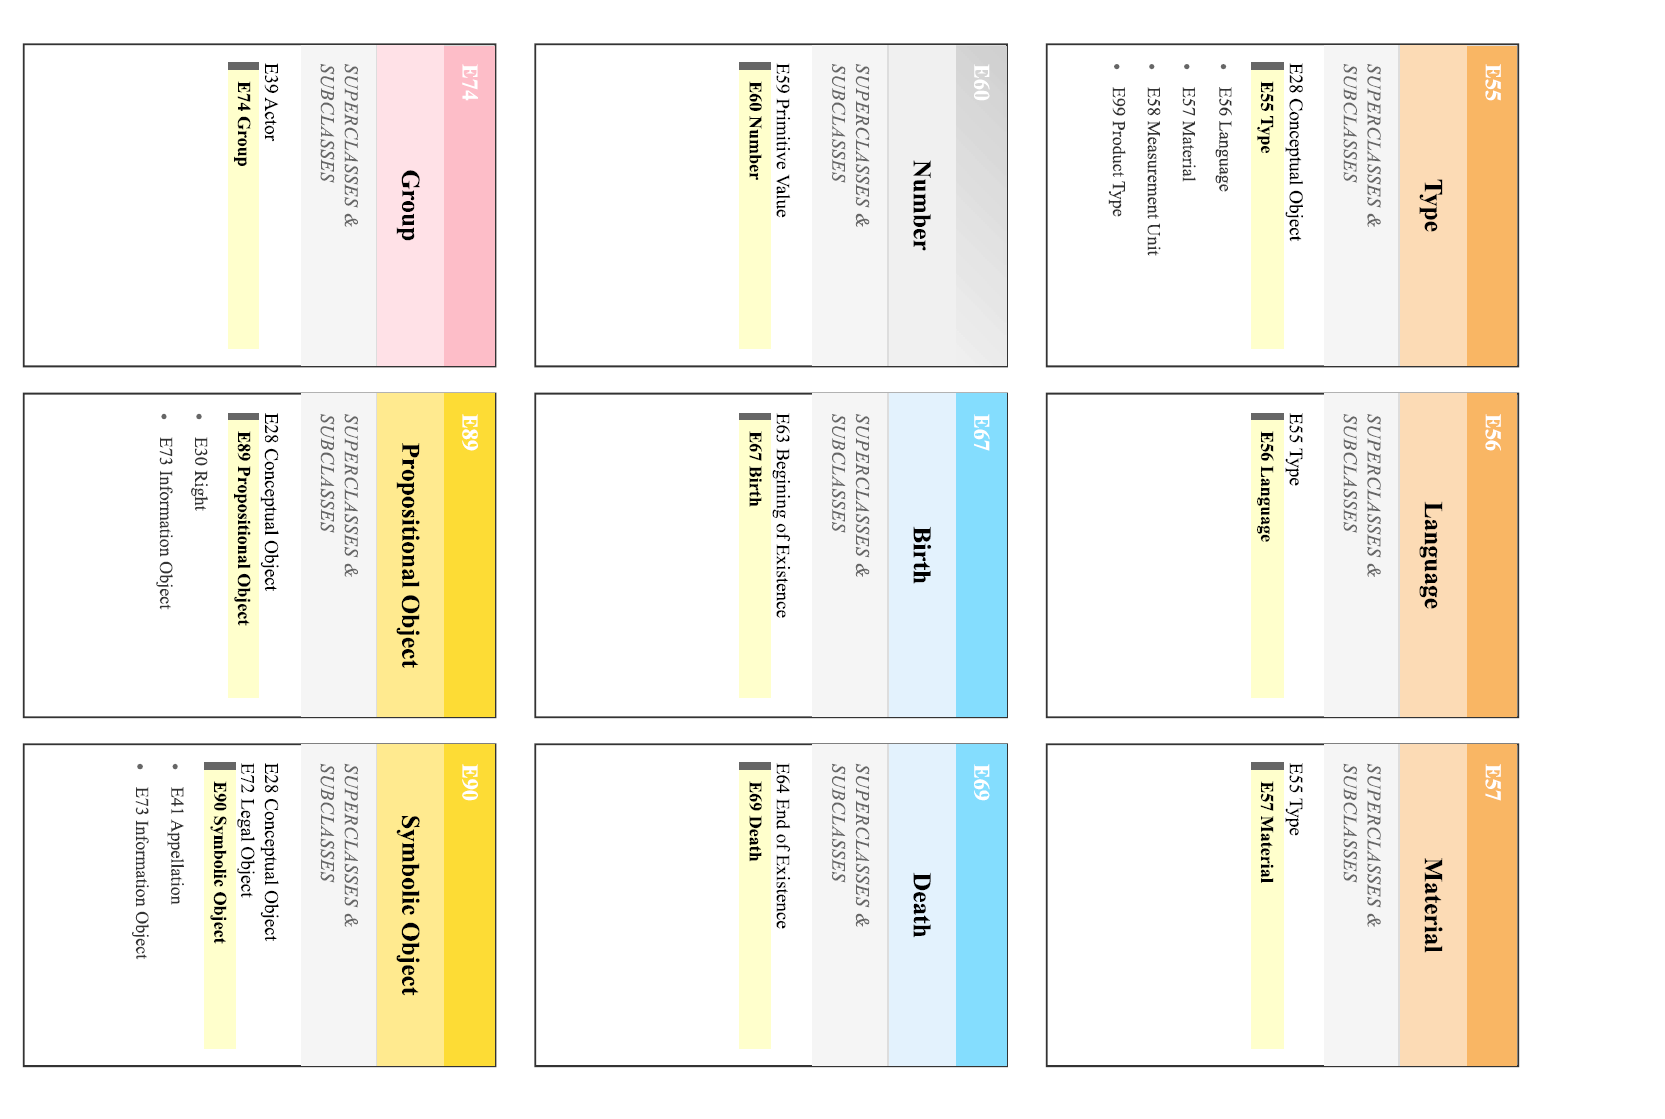 E55
Type
SUPERCLASSES &
SUBCLASSES
E28 Conceptual Object
E55 Type
• E56 Language
• E57 Material
• E58 Measurement Unit
• E99 Product Type
E56
Language
SUPERCLASSES &
SUBCLASSES
E55 Type
E56 Language
E57
Material
SUPERCLASSES &
SUBCLASSES
E55 Type
E57 Material
E60
Number
SUPERCLASSES &
SUBCLASSES
E59 Primitive Value
E60 Number
E67
Birth
SUPERCLASSES &
SUBCLASSES
E63 Begining of Existence
E67 Birth
E69
Death
SUPERCLASSES &
SUBCLASSES
E64 End of Existence
E69 Death
E74
Group
SUPERCLASSES &
SUBCLASSES
E39 Actor
E74 Group
E89
Propositional Object
SUPERCLASSES &
SUBCLASSES
E28 Conceptual Object
E89 Propositional Object
• E30 Right
• E73 Information Object
E90
Symbolic Object
SUPERCLASSES &
SUBCLASSES
E28 Conceptual Object
E72 Legal Object
E90 Symbolic Object
• E41 Appellation
• E73 Information Object